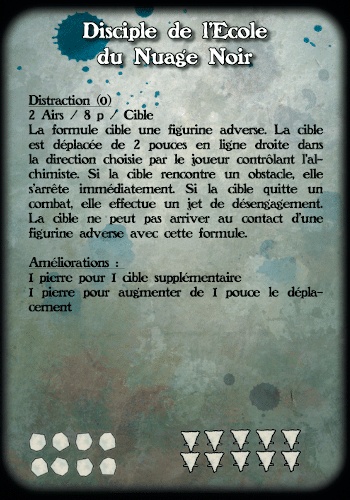 Disciple de l'Ecole
du Nuage Noir
Distraction (0)
2 Airs / 8 p / Cible
La formule cible une figurine adverse. La cible
est déplacée de 2 pouces en ligne droite dans
la direction choisie par le joueur contrôlant l'al-
chimiste. Si la cible rencontre un obstacle, elle
s'arrête immédiatement. Si la cible quitte un
combat, elle effectue un jet de désengagement.
La cible ne peut pas arriver au contact d'une
figurine adverse avec cette formule.
Améliorations :
1 pierre pour 1 cible supplémentaire
1 pierre pour augmenter de 1 pouce le dépla-
cement